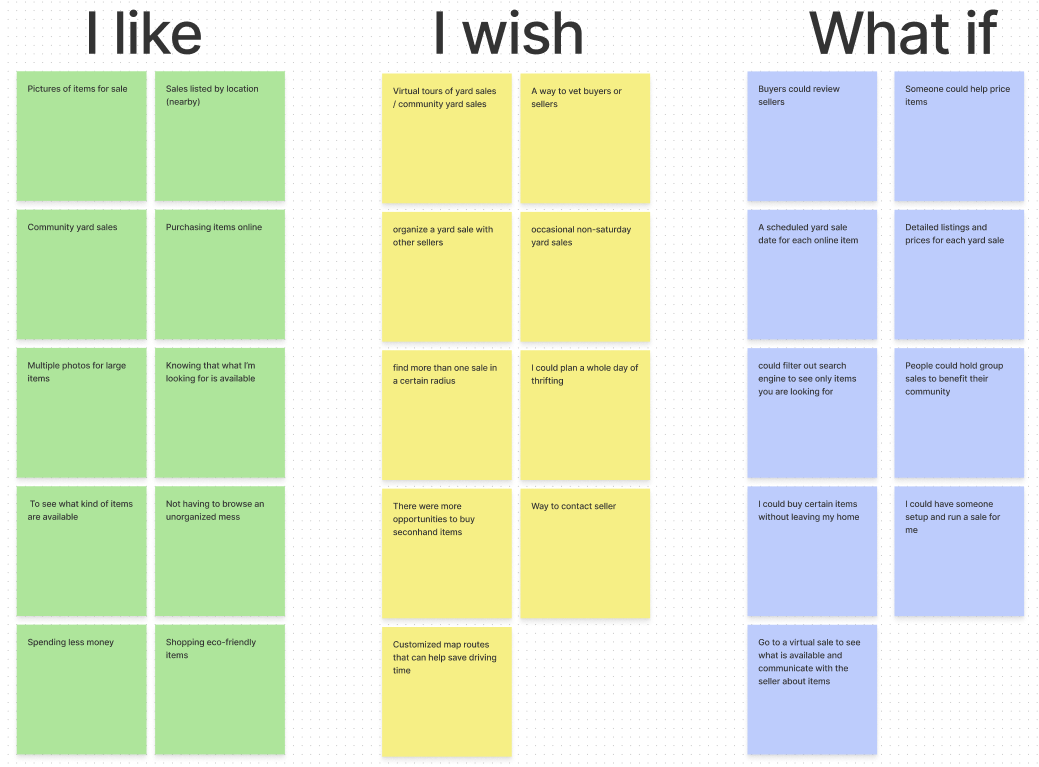 I like
Pictures of items for sale
Sales listed by location
(nearby)
Community yard sales
Purchasing items online
Multiple photos for large
items
Knowing that what I'm
looking for is available
To see what kind of items
are available
Not having to browse an
unorganized mess
Spending less money
Shopping eco-friendly
items
I wish
Virtual tours of yard sales
/ community yard sales
A way to vet buyers or
sellers
organize a yard sale with
other sellers
occasional non-saturday
yard sales
find more than one sale in
a certain radius
I could plan a whole day of
thrifting
There were more
opportunities to buy
seconhand items
Way to contact seller
Customized map routes
that can help save driving
time
What if
Buyers could review
sellers
Someone could help price
items
A scheduled yard sale
date for each online item
Detailed listings and
prices for each yard sale
could filter out search
engine to see only items
you are looking for
People could hold group
sales to benefit their
community
I could buy certain items
without leaving my home
I could have someone
setup and run a sale for
me
Go to a virtual sale to see
what is available and
communicate with the
seller about items